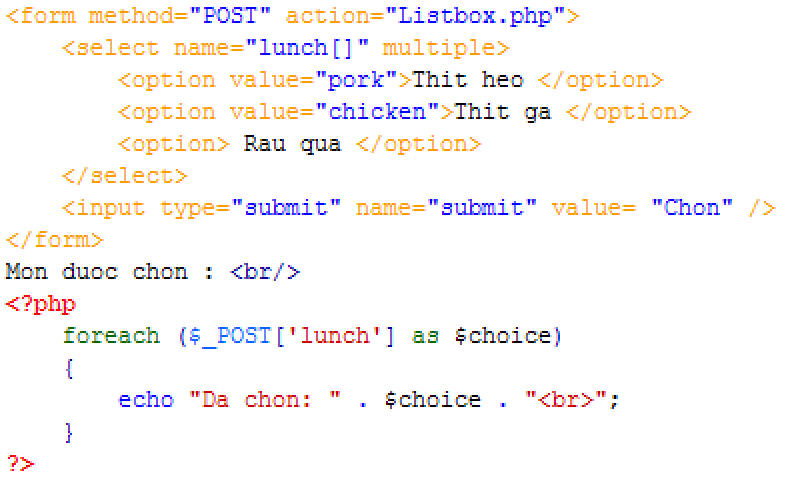 <form method="POST" action="Listbox.php">
    <select name="lunch[]" multiple>
        <option value="pork">Thit heo </option>
        <option value="chicken">Thit ga </option>
        <option> Rau qua </option>
    </select>
    <input type="submit" name="submit" value= "Chon" />
</form>
Mon duoc chon : <br/>
<?php
    foreach ($_POST['lunch'] as $choice)
    {
        echo "Da chon: " . $choice . "<br>";
    }
?>